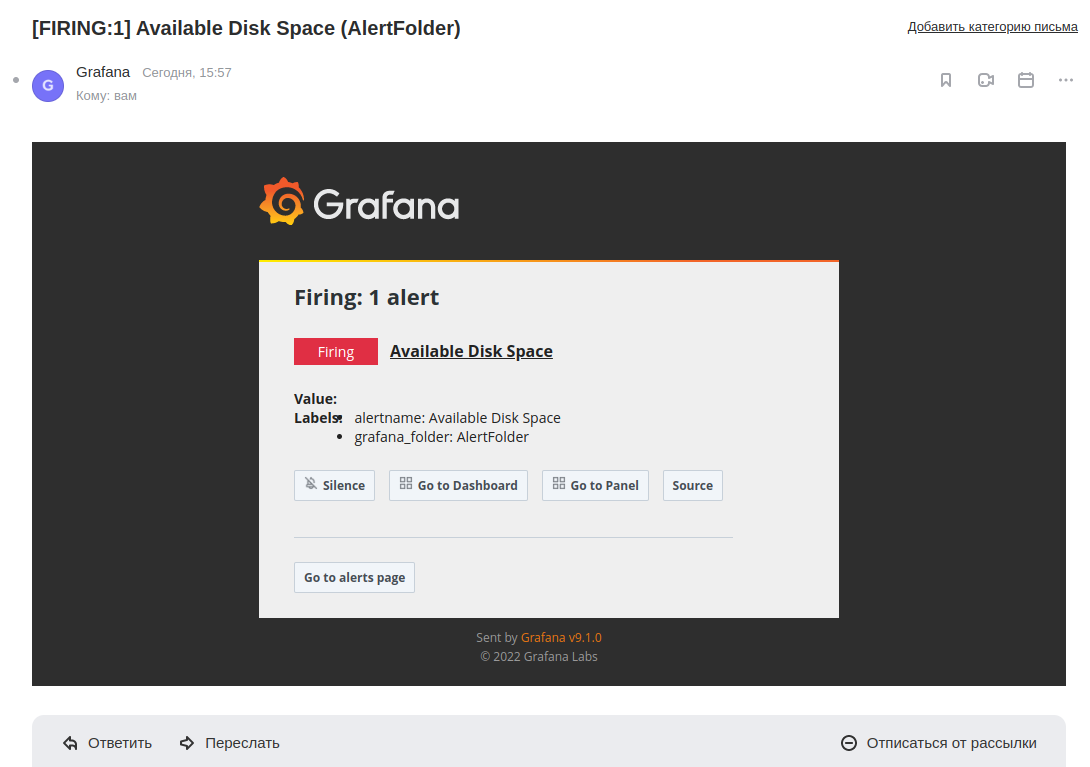 [FIRING:1] Available Disk Space (AlertFolder)
Добавить категорию письма
G
Grafana Сегодня, 15:57
Кому: вам
Grafana
Firing: 1 alert
Firing Available Disk Space
Value:
Labels: alertname: Available Disk Space
grafana_folder: AlertFolder
Silence Go to Dashboard Go to Panel Source
Go to alerts page
Sent by Grafana v9.1.0
© 2022 Grafana Labs
Ответить Переслать Отписаться от рассылки